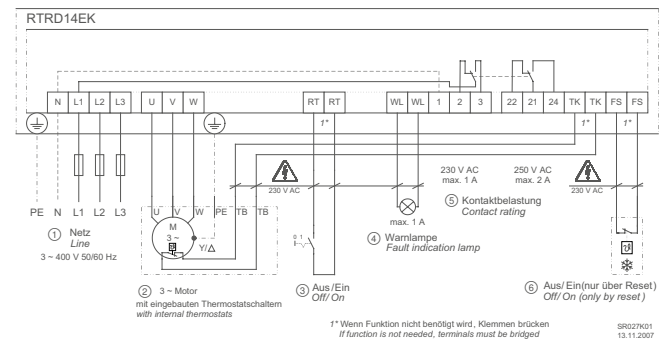 RTRD14EK
N L1 L2 L3 U V W RT RT WL WL 1 2 3 22 21 24 TK TK FS FS
1* 1* 1*
230 V AC
230 V AC
max. 1 A
250 V AC
max. 2 A
230 V AC
PE N L1 L2 L3
U V W PE TB TB
M
3 ~
Y/△
0 1
max. 1 A
1 Netz
Line
3 ~ 400 V 50/60 Hz
2 3 ~ Motor
mit eingebauten Thermostatschaltern
with internal thermostats
3 Aus/Ein
Off/ On
4 Warnlampe
Fault indication lamp
5 Kontaktbelastung
Contact rating
6 Aus/ Ein(nur über Reset)
Off/ On (only by reset )
1* Wenn Funktion nicht benötigt wird, Klemmen brücken
If function is not needed, terminals must be bridged
SR027K01
13.11.2007